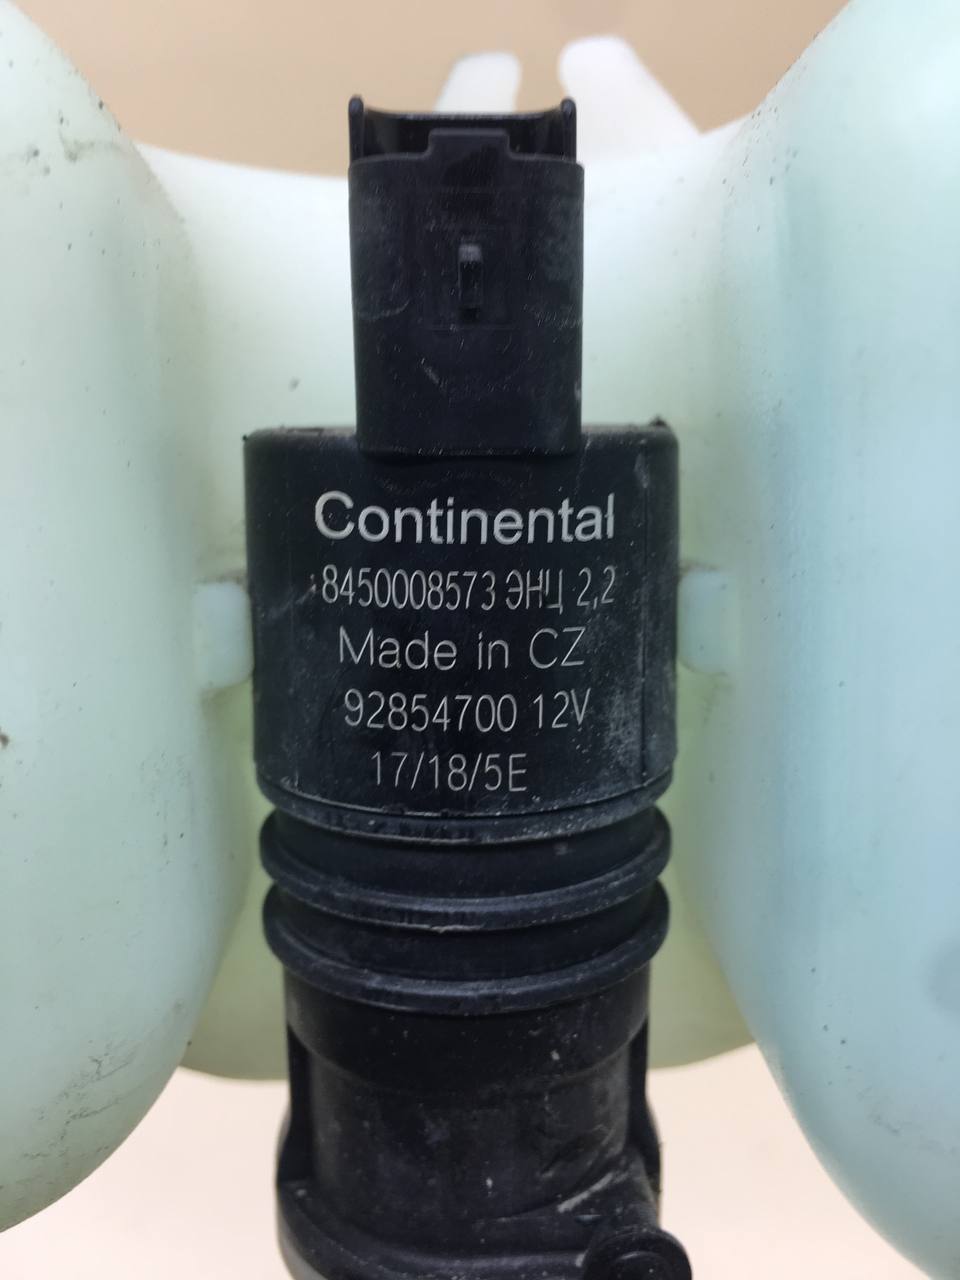 Continental
8450008573 ЭНЦ 2,2
Made in CZ
92854700 12V
17/18/5E